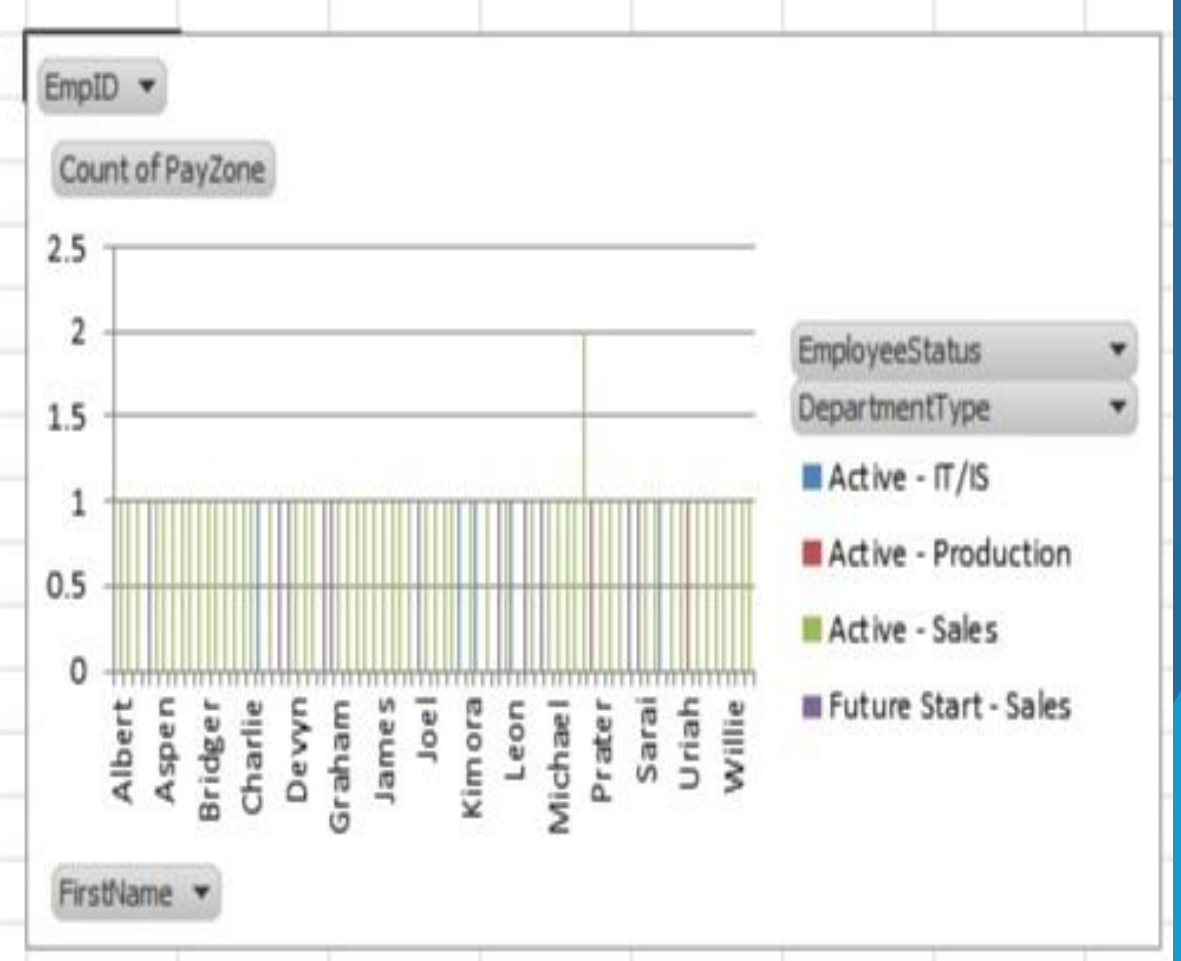 EmpID
Count of PayZone
2.5
2
1.5
1
0.5
0
Albert
Aspen
Bridger
Charlie
Devyn
Graham
James
Joel
Kimora
Leon
Michael
Prater
Sarai
Uriah
Willie
EmployeeStatus
DepartmentType
Active - IT/IS
Active - Production
Active - Sales
Future Start - Sales
FirstName